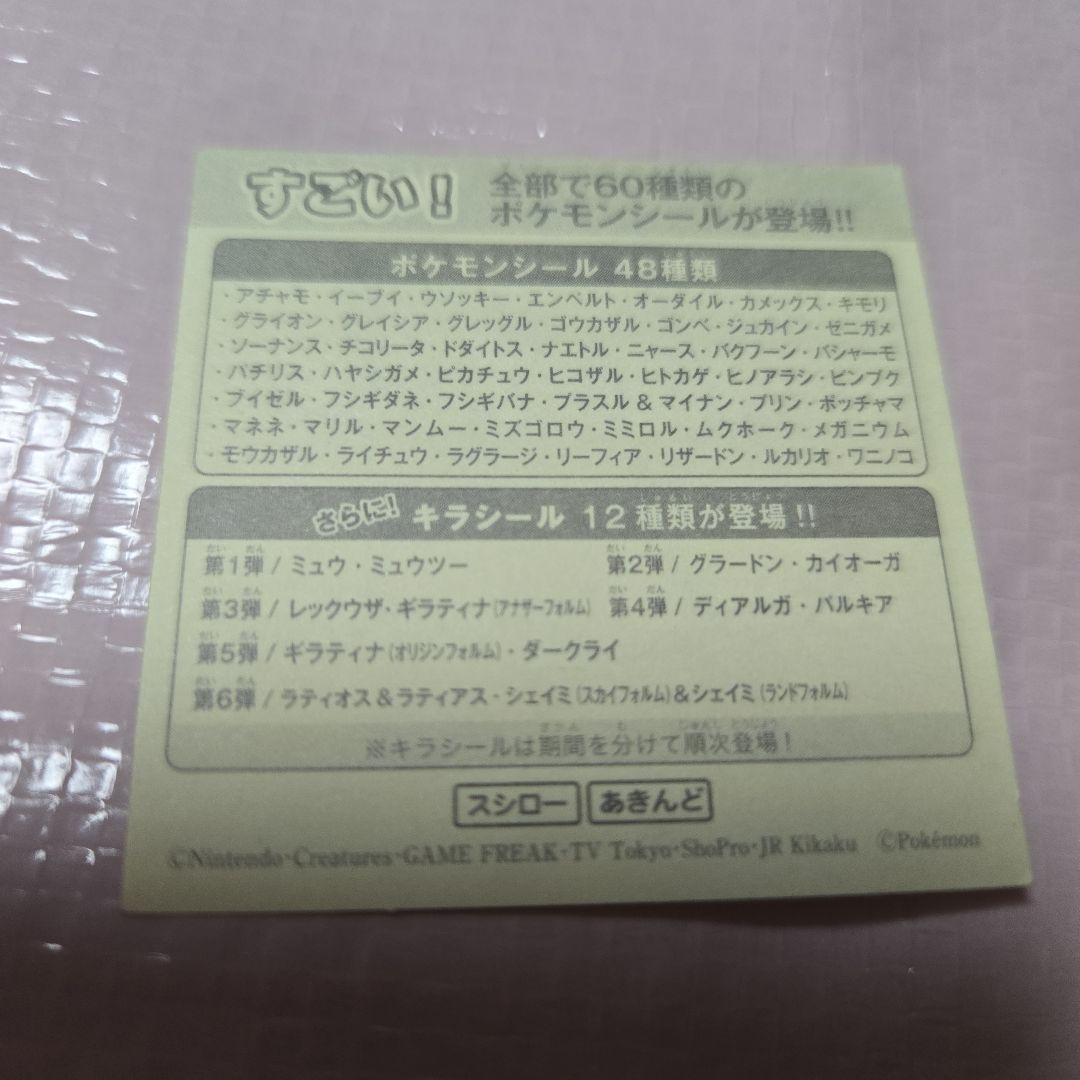 すごい!
全部で60種類の
ポケモンシールが登場!!
ポケモンシール 48種類
・アチャモ・イーブイ・ウソッキー・エンペルト・オーダイル・カメックス・キモリ
・グライオン・グレイシア・グレッグル・ゴウカザル・ゴンベ・ジュカイン・ゼニガメ
・ソーナンス・チコリータ・ドダイトス・ナエトル・ニャース・バクフーン・バシャーモ
・パチリス・ハヤシガメ・ピカチュウ・ヒコザル・ヒトカゲ・ヒノアラシ・ピンプク
・ブイゼル・フシギダネ・フシギバナ・プラスル&マイナン・プリン・ポッチャマ
・マネネ・マリル・マンムー・ミズゴロウ・ミミロル・ムクホーク・メガニウム
・モウカザル・ライチュウ・ラグラージ・リーフィア・リザードン・ルカリオ・ワニノコ
さらに! キラシール 12種類が登場!!
第1弾/ミュウ・ミュウツー 第2弾/グラードン・カイオーガ
第3弾/レックウザ・ギラティナ(アナザーフォルム) 第4弾/ディアルガ・パルキア
第5弾/ギラティナ(オリジンフォルム)・ダークライ
第6弾/ラティオス&ラティアス・シェイミ(スカイフォルム)&シェイミ(ランドフォルム)
※キラシールは期間を分けて順次登場!
スシロー あきんど
©Nintendo・Creatures・GAME FREAK・TV Tokyo・ShoPro・JR Kikaku ©Pokémon